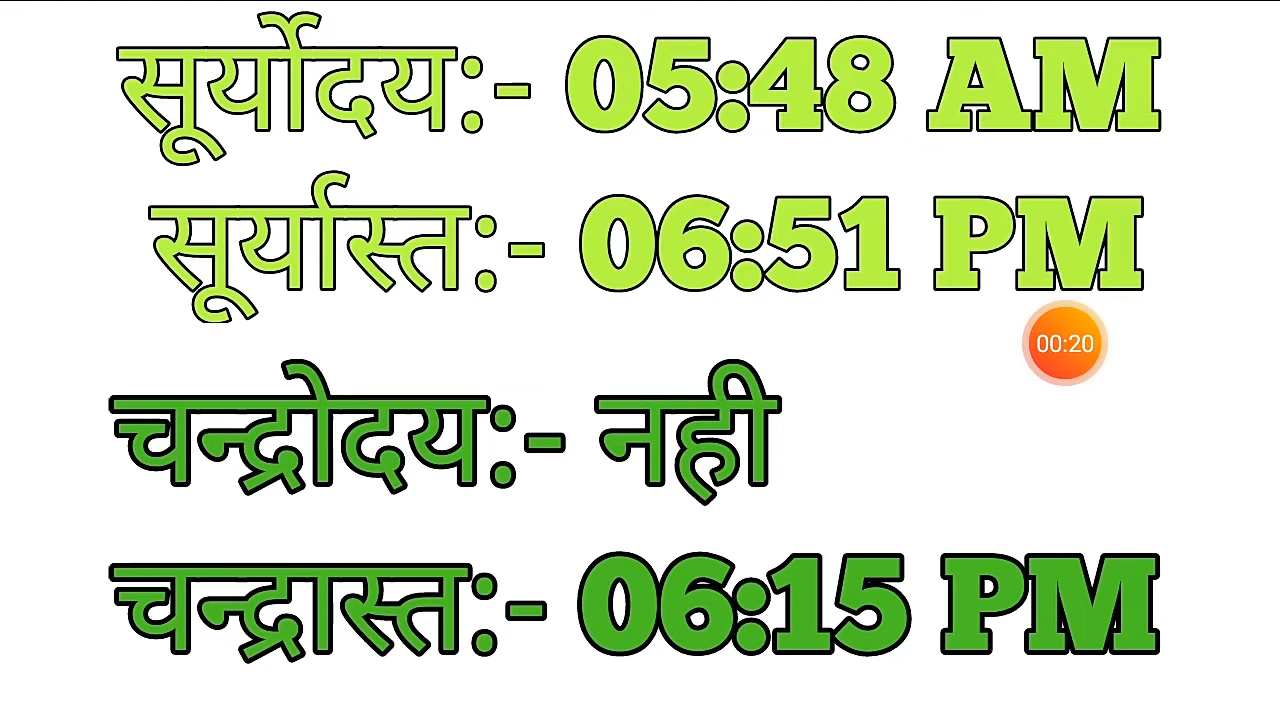 सूर्योदय:- 05:48 AM
सूर्यास्त:- 06:51 PM
00:20
चन्द्रोदय:- नही
चन्द्रास्त:- 06:15 PM